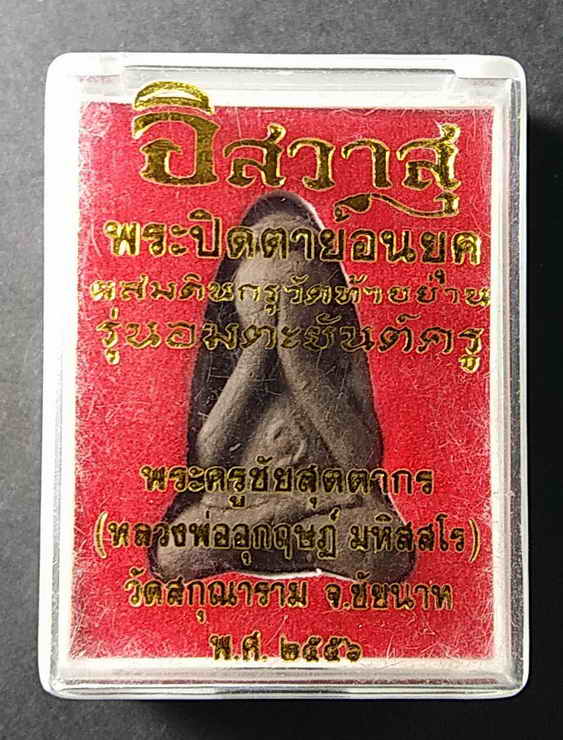 อิสวาสุ
พระปิดตาย้อนยุค
ผสมดินกรุวัดท้ายย่าน
รุ่นอมตะขันต์ครู
พระครูชัยสุตตากร
(หลวงพ่ออุกฤษฏ์ มหิสสโร)
วัดสกุณาราม จ.ชัยนาท
พ.ศ. ๒๕๕๖